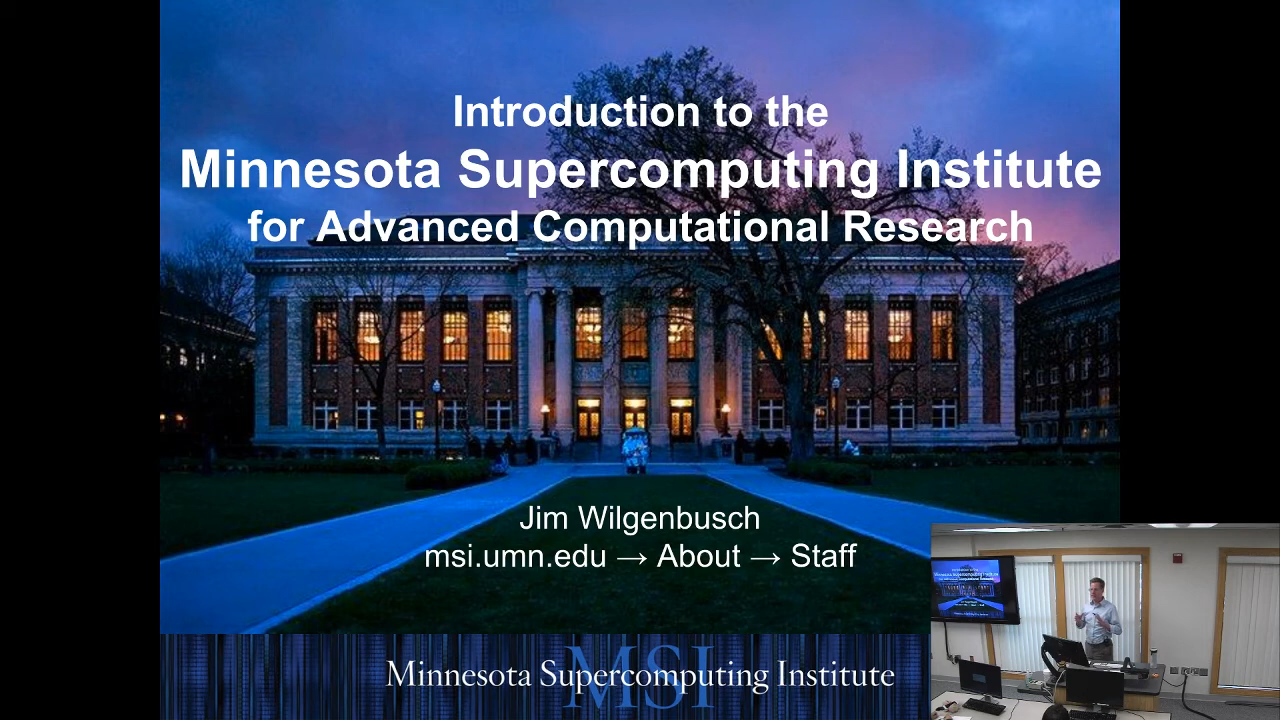 Introduction to the
Minnesota Supercomputing Institute
for Advanced Computational Research
Jim Wilgenbusch
msi.umn.edu → About → Staff
MSI
Minnesota Supercomputing Institute